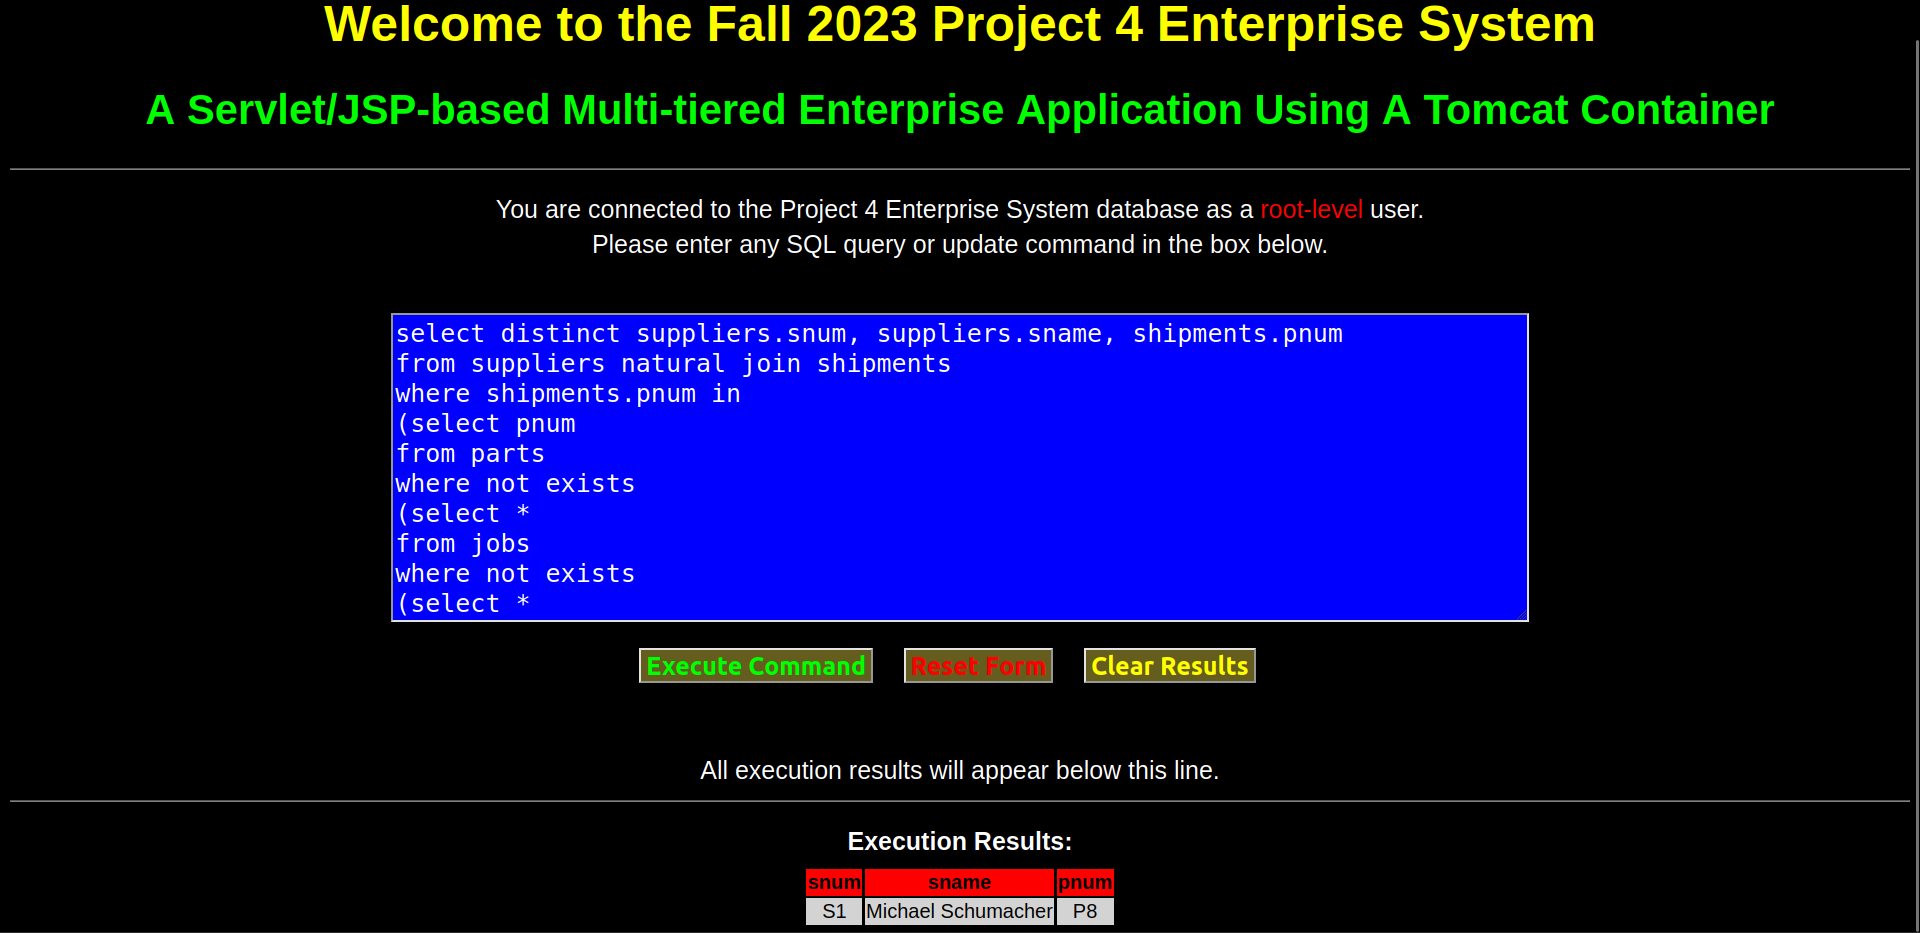 Welcome to the Fall 2023 Project 4 Enterprise System
A Servlet/JSP-based Multi-tiered Enterprise Application Using A Tomcat Container
You are connected to the Project 4 Enterprise System database as a root-level user.
Please enter any SQL query or update command in the box below.
select distinct suppliers.snum, suppliers.sname, shipments.pnum
from suppliers natural join shipments
where shipments.pnum in
(select pnum
from parts
where not exists
(select *
from jobs
where not exists
(select *
Execute Command Reset Form Clear Results
All execution results will appear below this line.
Execution Results:
snum sname pnum
S1 Michael Schumacher P8